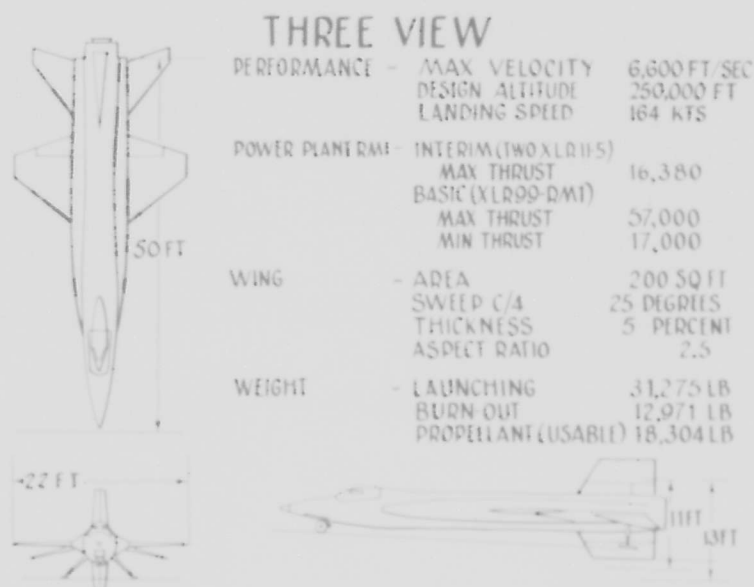 THREE VIEW
PERFORMANCE - MAX VELOCITY 6,600 FT/SEC
DESIGN ALTITUDE 250,000 FT
LANDING SPEED 164 KTS
POWER PLANT RMI - INTERIM (TWO XLR11-5)
MAX THRUST 16,380
BASIC (XLR99-RM1)
MAX THRUST 57,000
MIN THRUST 17,000
50 FT
WING - AREA 200 SQ FT
SWEEP C/4 25 DEGREES
THICKNESS 5 PERCENT
ASPECT RATIO 2.5
WEIGHT - LAUNCHING 31,275 LB
BURN-OUT 12,971 LB
PROPELLANT (USABLE) 18,304 LB
22 FT
11 FT
13 FT